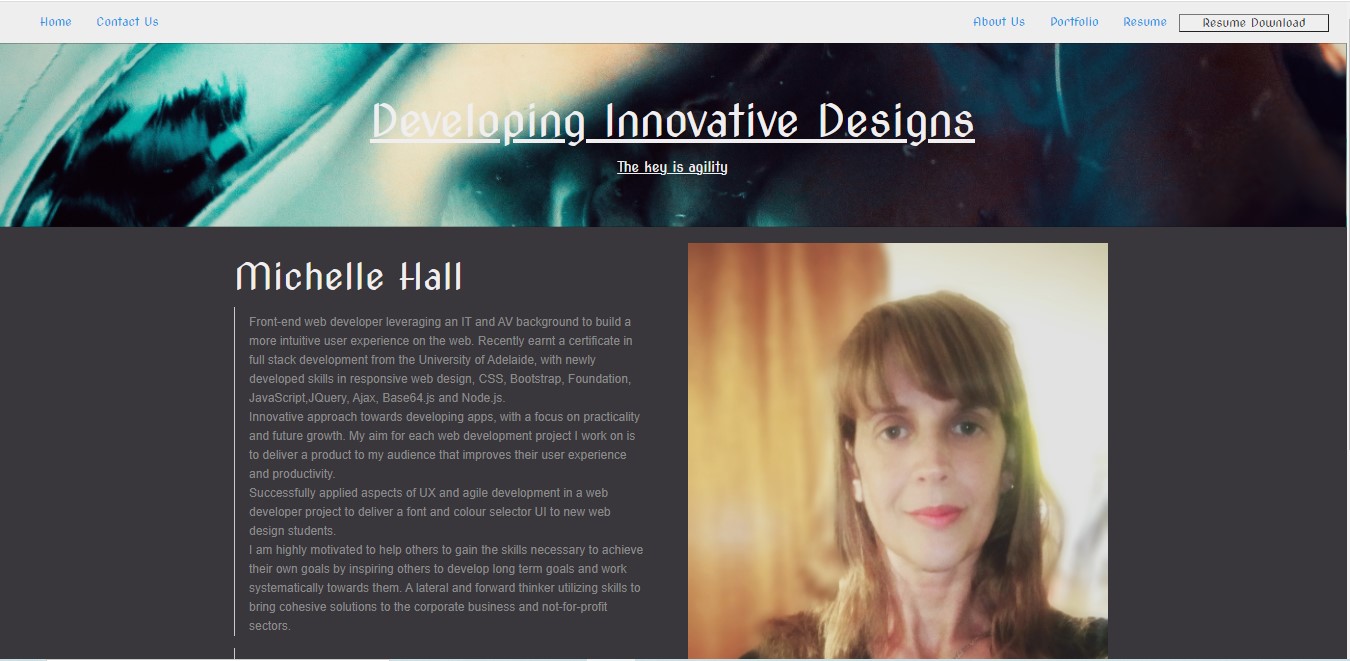 Home Contact Us About Us Portfolio Resume Resume Download
Developing Innovative Designs
The key is agility
Michelle Hall
Front-end web developer leveraging an IT and AV background to build a
more intuitive user experience on the web. Recently earnt a certificate in
full stack development from the University of Adelaide, with newly
developed skills in responsive web design, CSS, Bootstrap, Foundation,
JavaScript,JQuery, Ajax, Base64.js and Node.js.
Innovative approach towards developing apps, with a focus on practicality
and future growth. My aim for each web development project I work on is
to deliver a product to my audience that improves their user experience
and productivity.
Successfully applied aspects of UX and agile development in a web
developer project to deliver a font and colour selector UI to new web
design students.
I am highly motivated to help others to gain the skills necessary to achieve
their own goals by inspiring others to develop long term goals and work
systematically towards them. A lateral and forward thinker utilizing skills to
bring cohesive solutions to the corporate business and not-for-profit
sectors.